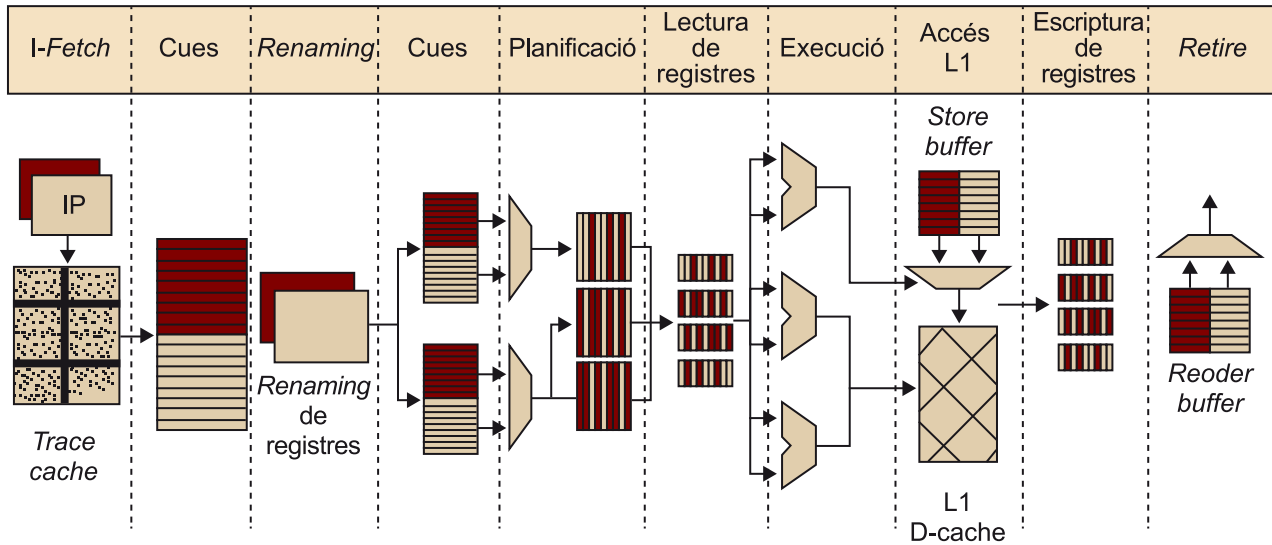 I-Fetch
Cues
Renaming
Cues
Planificació
Lectura
de
registres
Execució
Accés
L1
Escriptura
de
registres
Retire
IP
Trace
cache
Renaming
de
registres
Store
buffer
L1
D-cache
Reoder
buffer